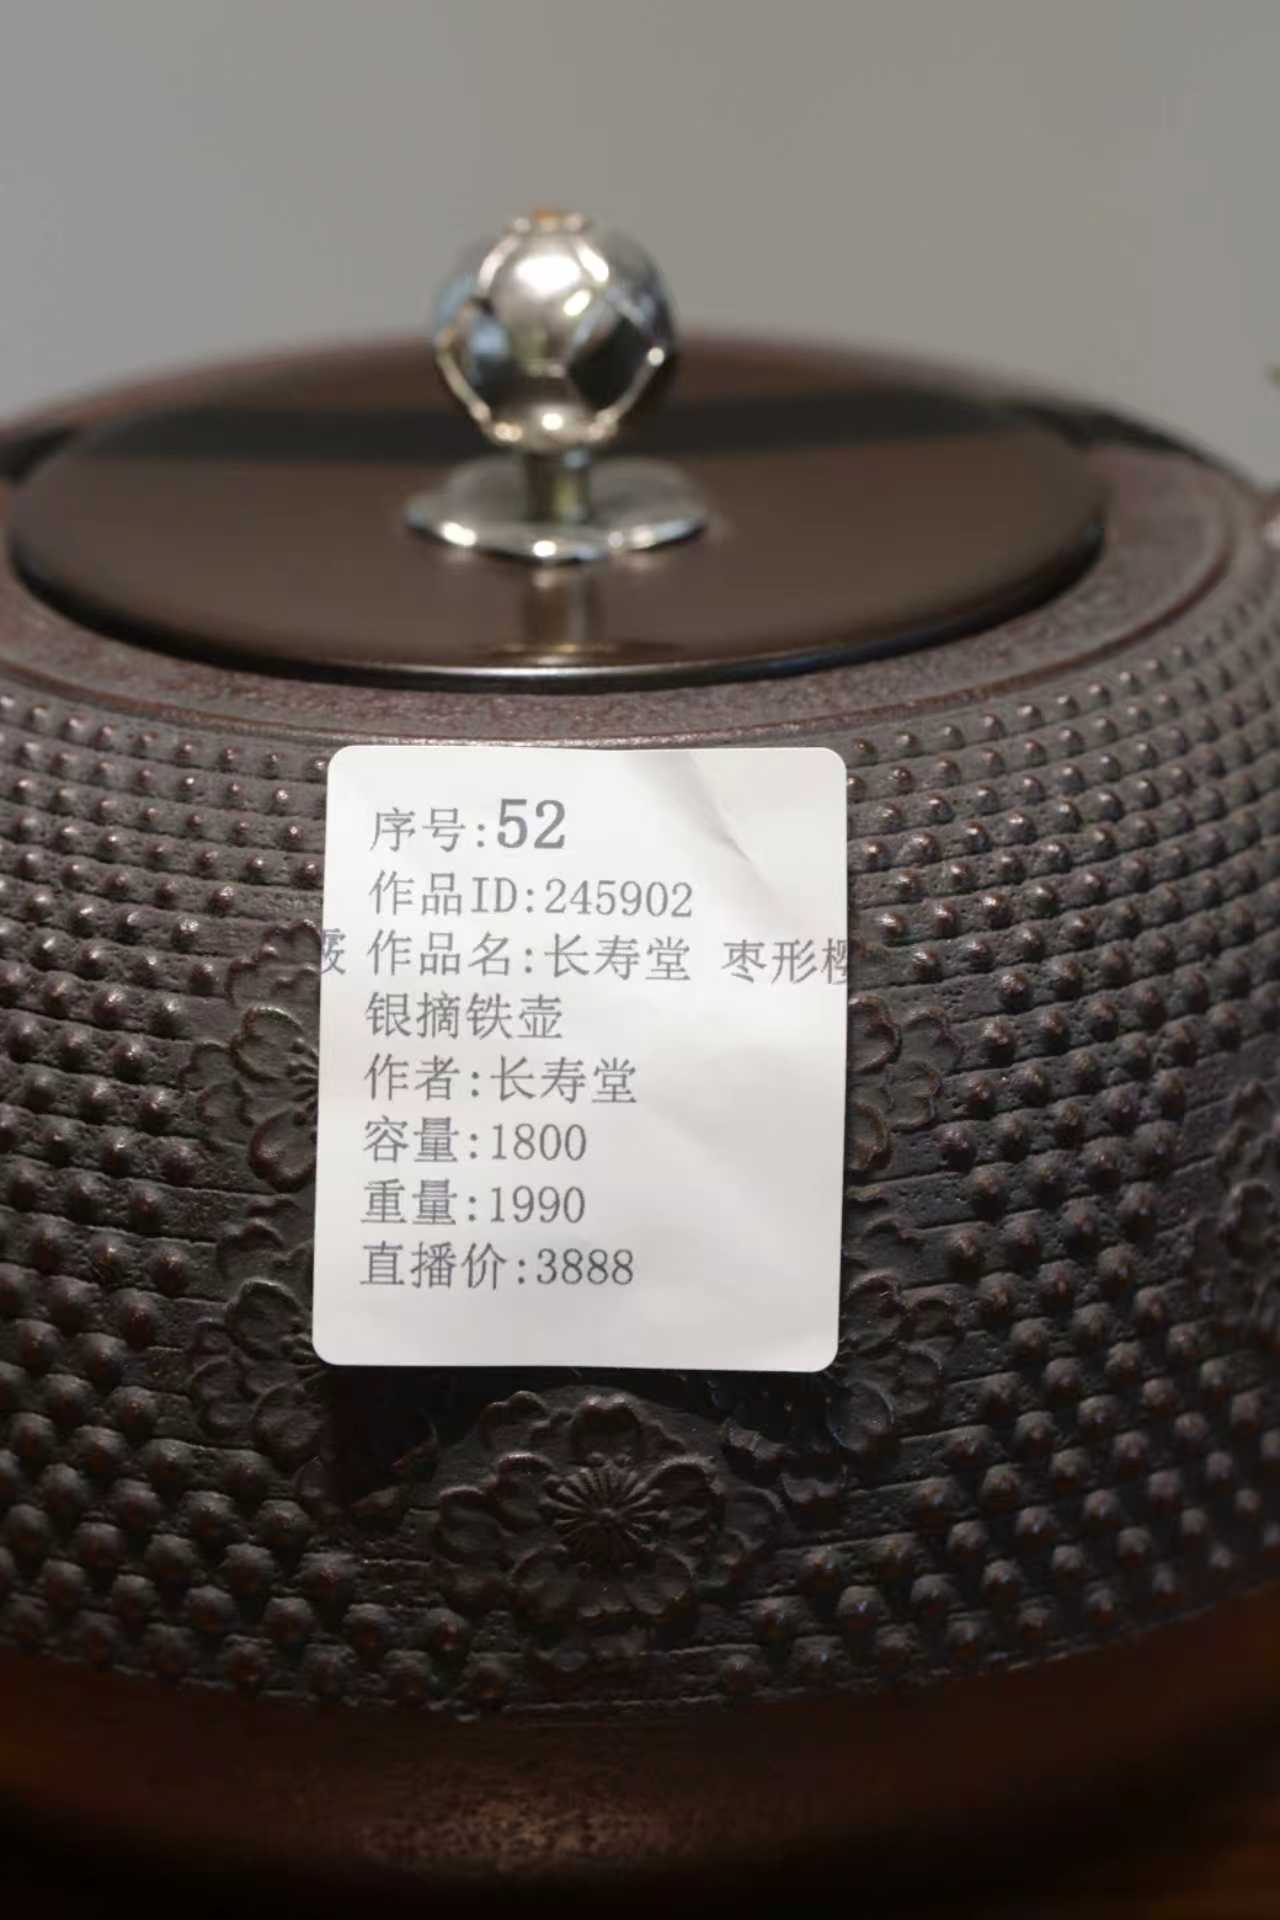 序号:52
作品ID:245902
作品名:长寿堂 枣形樱
银摘铁壶
作者:长寿堂
容量:1800
重量:1990
直播价:3888